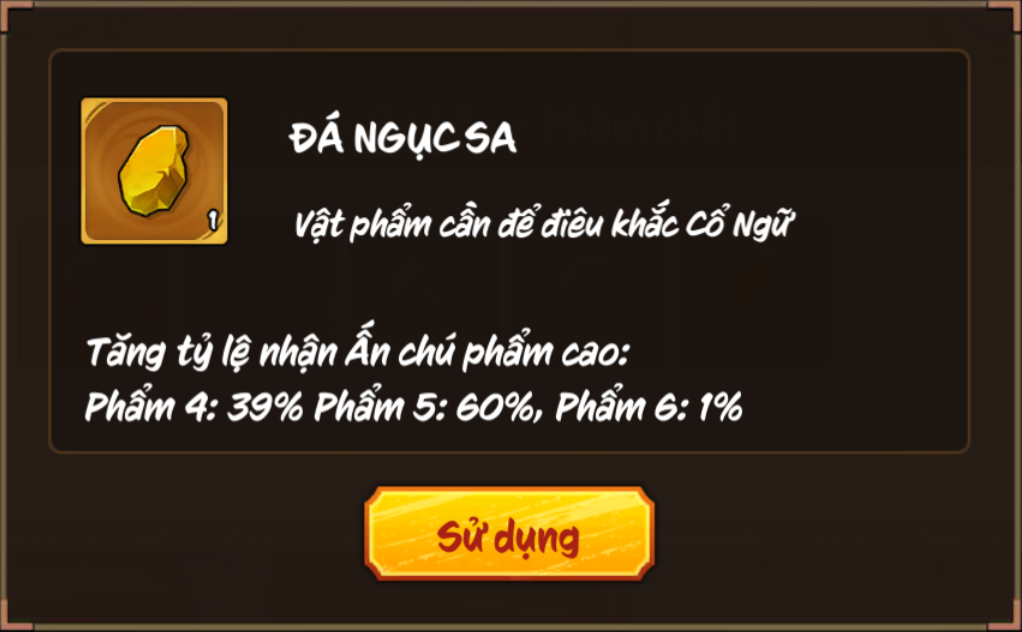 ĐÁ NGỤC SA
1
Vật phẩm cần để điêu khắc Cổ Ngữ
Tăng tỷ lệ nhận Ấn chú phẩm cao:
Phẩm 4: 39% Phẩm 5: 60%, Phẩm 6: 1%
Sử dụng